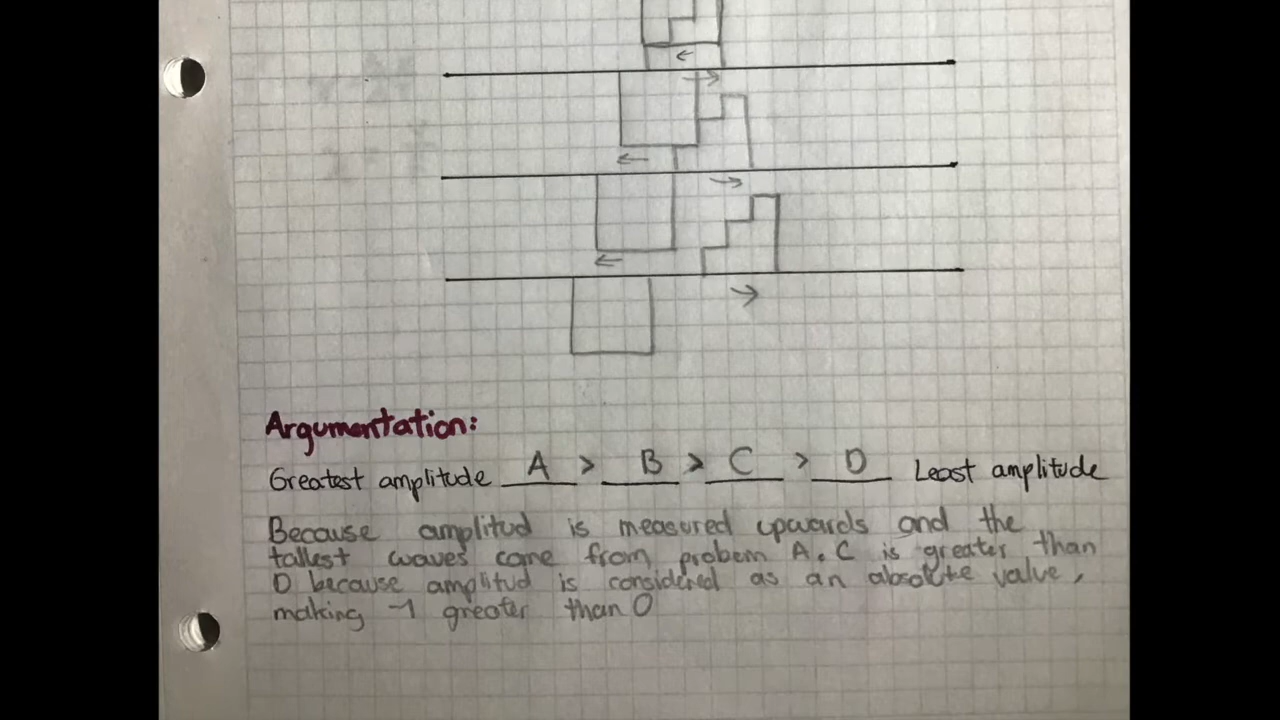 Argumentation:
Greatest amplitude A > B > C > D Least amplitude
Because amplitud is measured upwards and the
tallest waves come from probem A. C is greater than
D because amplitud is considered as an absolute value,
making -1 greater than 0